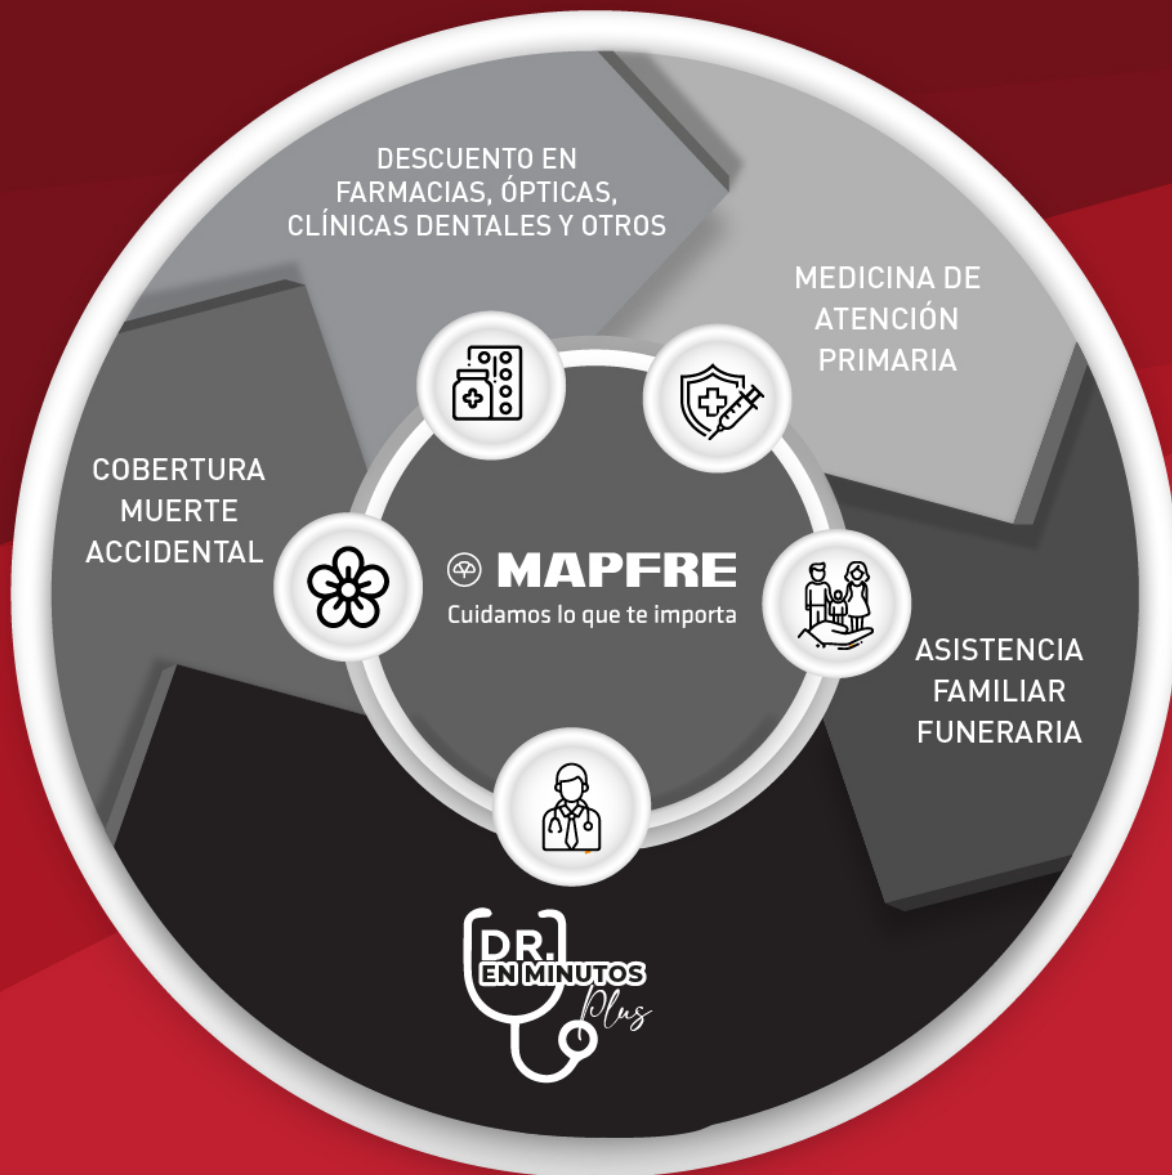 DESCUENTO EN
FARMACIAS, ÓPTICAS,
CLÍNICAS DENTALES Y OTROS
MEDICINA DE
ATENCIÓN
PRIMARIA
COBERTURA
MUERTE
ACCIDENTAL
MAPFRE
Cuidamos lo que te importa
ASISTENCIA
FAMILIAR
FUNERARIA
DR.
EN MINUTOS
Plus